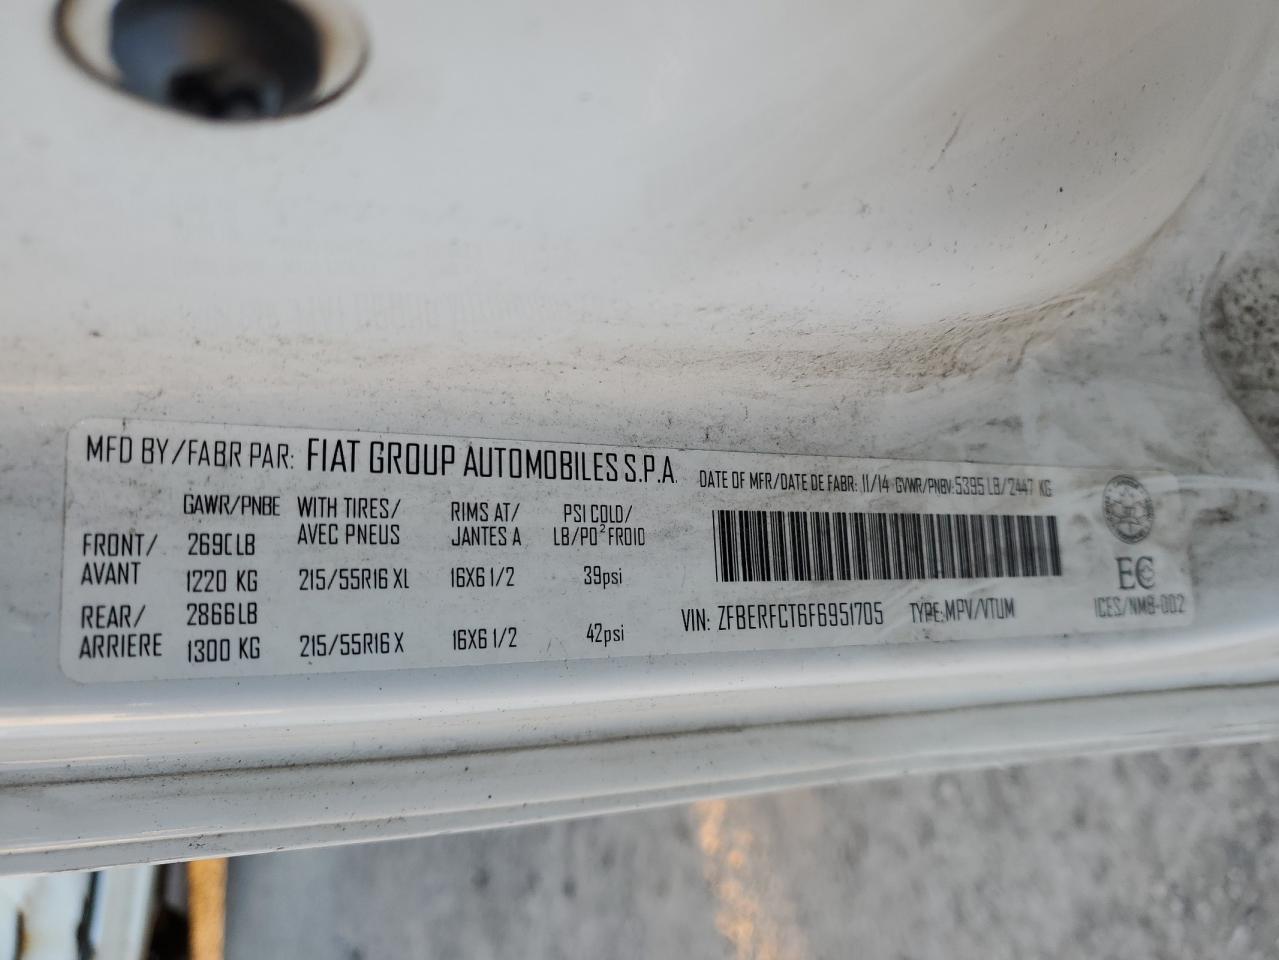 MFD BY/FABR PAR: FIAT GROUP AUTOMOBILES S.P.A. DATE OF MFR/DATE DE FABR: 11/14 GVWR/PNBV: 5395 LB/2447 KG
GAWR/PNBE WITH TIRES/ RIMS AT/ PSI COLD/
AVEC PNEUS JANTES A LB/PO² FROID
FRONT/ 2690LB
AVANT 1220 KG 215/55R16 XL 16X6 1/2 39psi
REAR/ 2866LB
ARRIERE 1300 KG 215/55R16 X 16X6 1/2 42psi
VIN: ZFBERFCT6F6951705 TYPE:MPV/VTUM
EC
ICES/NMB-002